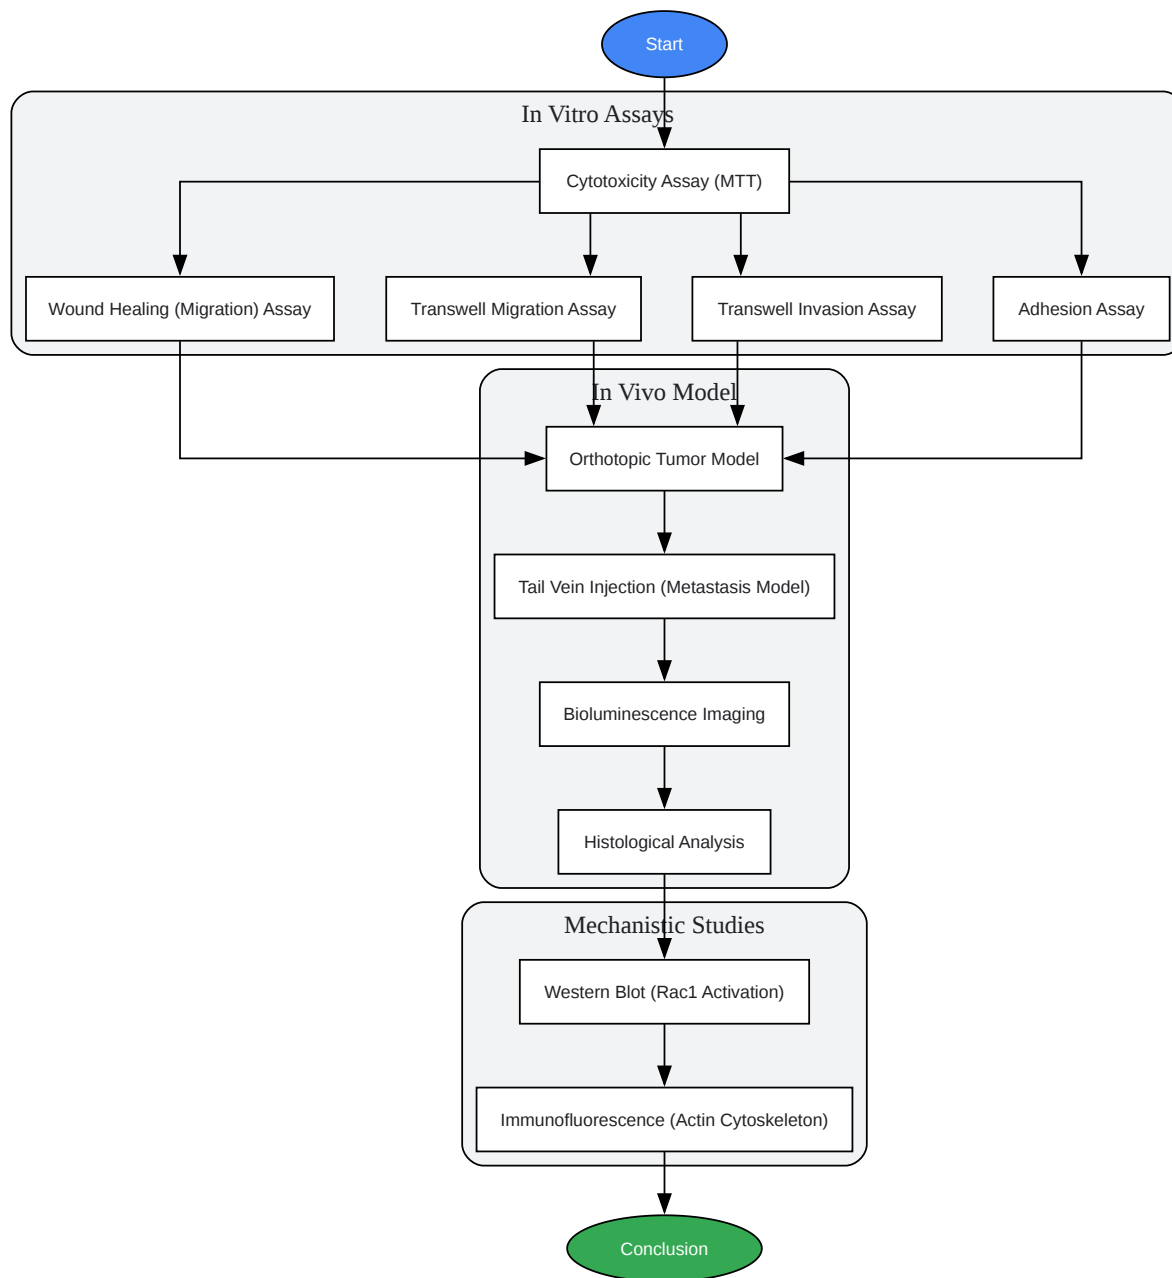 Start
In Vitro Assays
Cytotoxicity Assay (MTT)
Wound Healing (Migration) Assay
Transwell Migration Assay
Transwell Invasion Assay
Adhesion Assay
In Vivo Model
Orthotopic Tumor Model
Tail Vein Injection (Metastasis Model)
Bioluminescence Imaging
Histological Analysis
Mechanistic Studies
Western Blot (Rac1 Activation)
Immunofluorescence (Actin Cytoskeleton)
Conclusion